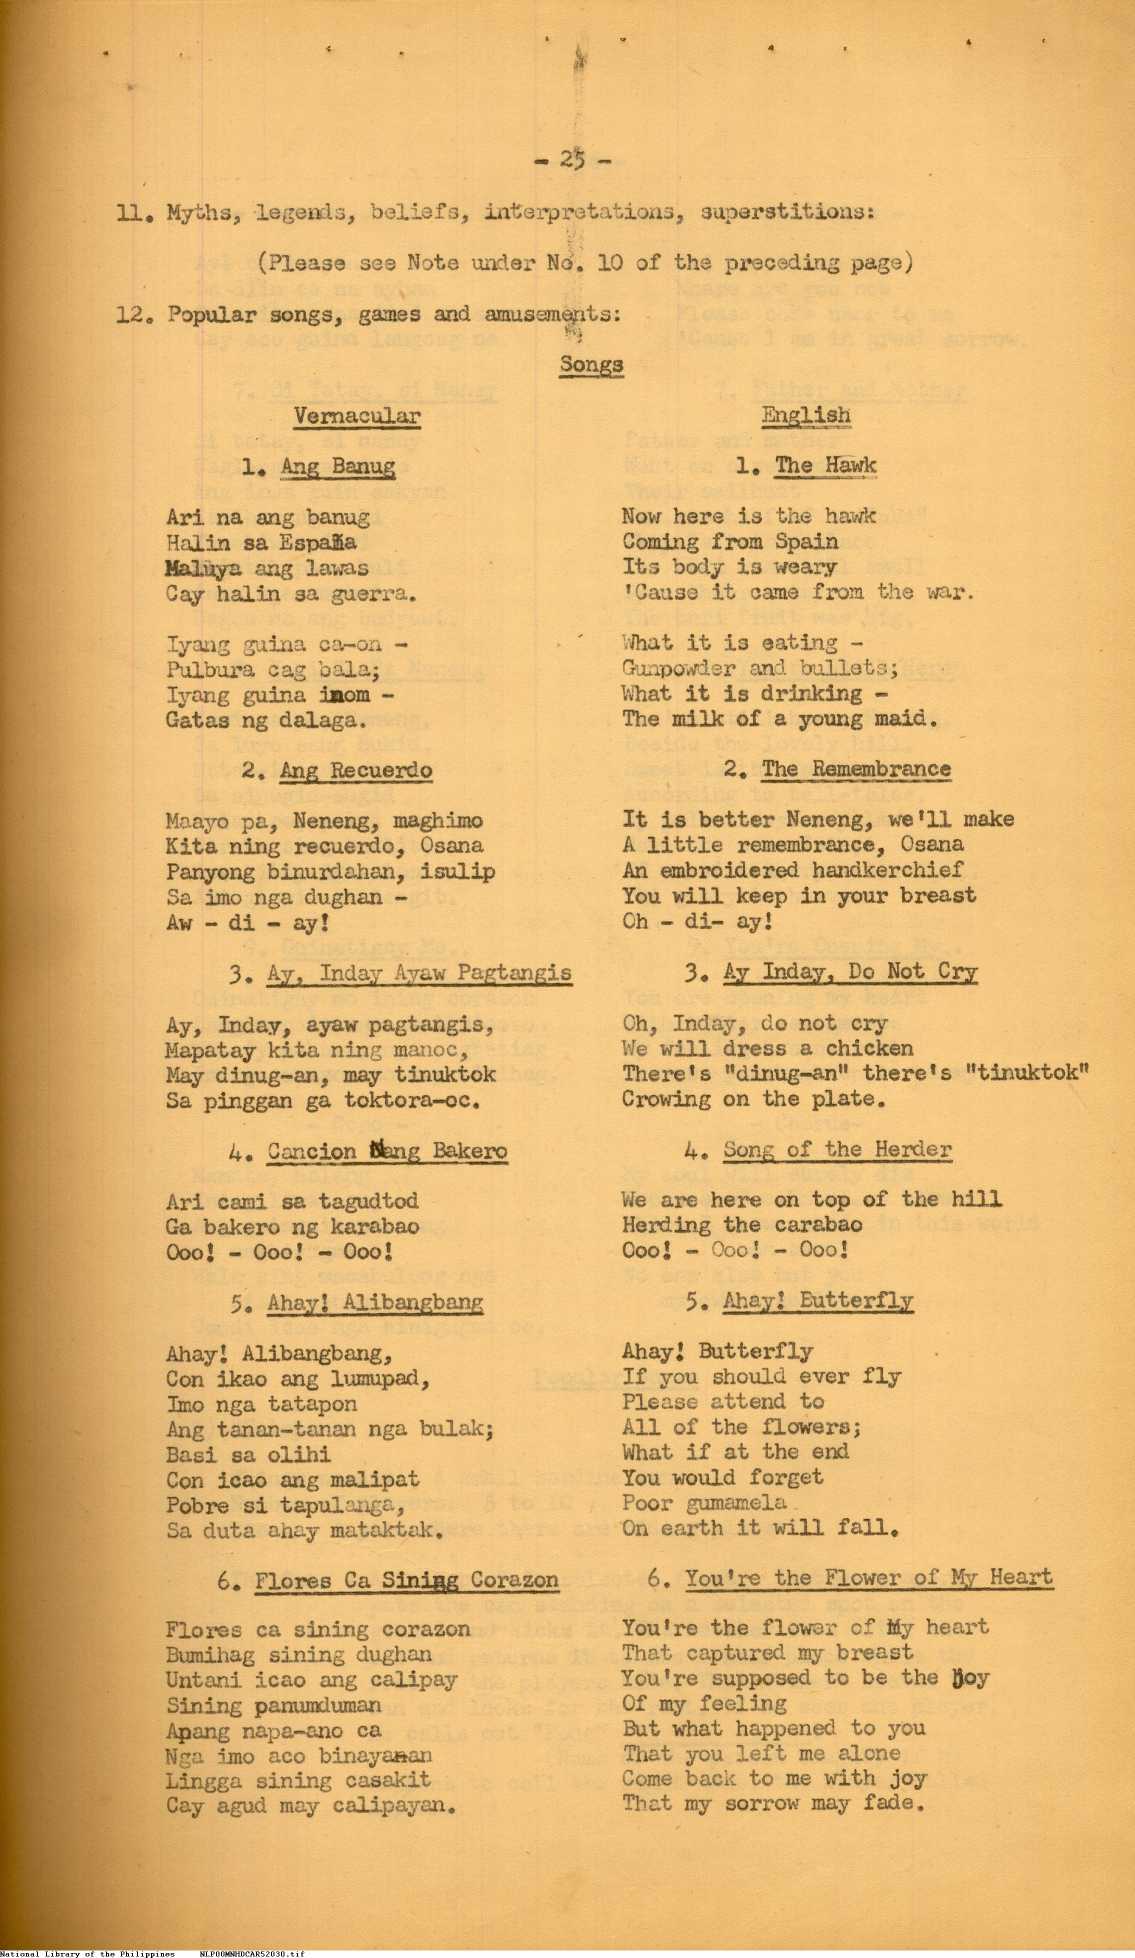 - 25 -
11. Myths, legends, beliefs, interpretations, superstitions:
(Please see Note under No. 10 of the preceding page)
12. Popular songs, games and amusements:
Songs
Vernacular
1. Ang Banug
Ari na ang banug
Halin sa España
Maluya ang lawas
Cay halin sa guerra.
Iyang guina ca-on -
Pulbura cag bala;
Iyang guina inom -
Gatas ng dalaga.
2. Ang Recuerdo
Maayo pa, Neneng, maghimo
Kita ning recuerdo, Osana
Panyong binurdahan, isulip
Sa imo nga dughan -
Aw - di - ay!
3. Ay, Inday Ayaw Pagtangis
Ay, Inday, ayaw pagtangis,
Mapatay kita ning manoc,
May dinug-an, may tinuktok
Sa pinggan ga toktora-oc.
4. Cancion Nang Bakero
Ari cami sa tagudtod
Ga bakero ng karabao
Ooo! - Ooo! - Ooo!
5. Ahay! Alibangbang
Ahay! Alibangbang,
Con ikao ang lumupad,
Imo nga tatapon
Ang tanan-tanan nga bulak;
Basi sa olihi
Con icao ang malipat
Pobre si tapulanga,
Sa duta ahay mataktak.
6. Flores Ca Sining Corazon
Flores ca sining corazon
Bumihag sining dughan
Untani icao ang calipay
Sining panumduman
Apang napa-ano ca
Nga imo aco binayaan
Lingga sining casakit
Cay agud may calipayan.
English
1. The Hawk
Now here is the hawk
Coming from Spain
Its body is weary
'Cause it came from the war.
What it is eating -
Gunpowder and bullets;
What it is drinking -
The milk of a young maid.
2. The Remembrance
It is better Neneng, we'll make
A little remembrance, Osana
An embroidered handkerchief
You will keep in your breast
Oh - di- ay!
3. Ay Inday, Do Not Cry
Oh, Inday, do not cry
We will dress a chicken
There's "dinug-an" there's "tinuktok"
Crowing on the plate.
4. Song of the Herder
We are here on top of the hill
Herding the carabao
Ooo! - Ooo! - Ooo!
5. Ahay! Butterfly
Ahay! Butterfly
If you should ever fly
Please attend to
All of the flowers;
What if at the end
You would forget
Poor gumamela
On earth it will fall.
6. You're the Flower of My Heart
You're the flower of My heart
That captured my breast
You're supposed to be the joy
Of my feeling
But what happened to you
That you left me alone
Come back to me with joy
That my sorrow may fade.
National Library of the Philippines NLP00MNHDCAR52030.tif